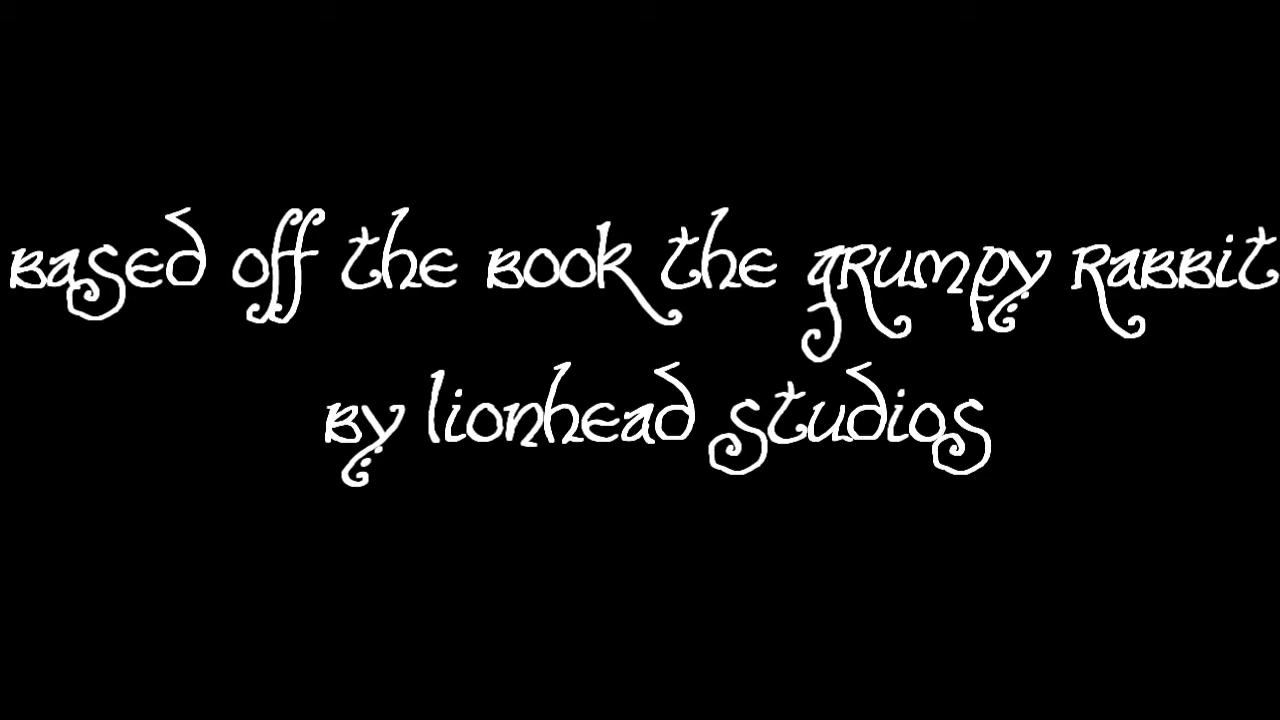 Based off the book the grumpy rabbit
by lionhead studios